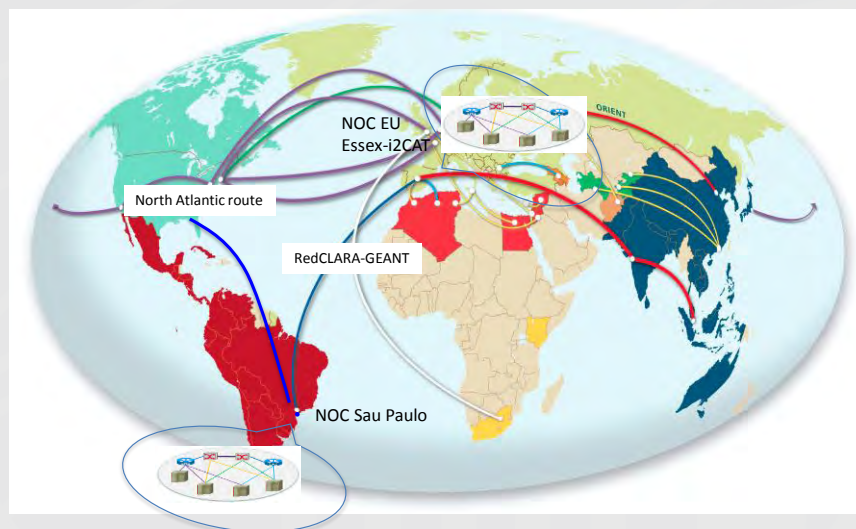 ORIENT
NOC EU
Essex-i2CAT
North Atlantic route
RedCLARA-GEANT
NOC Sau Paulo